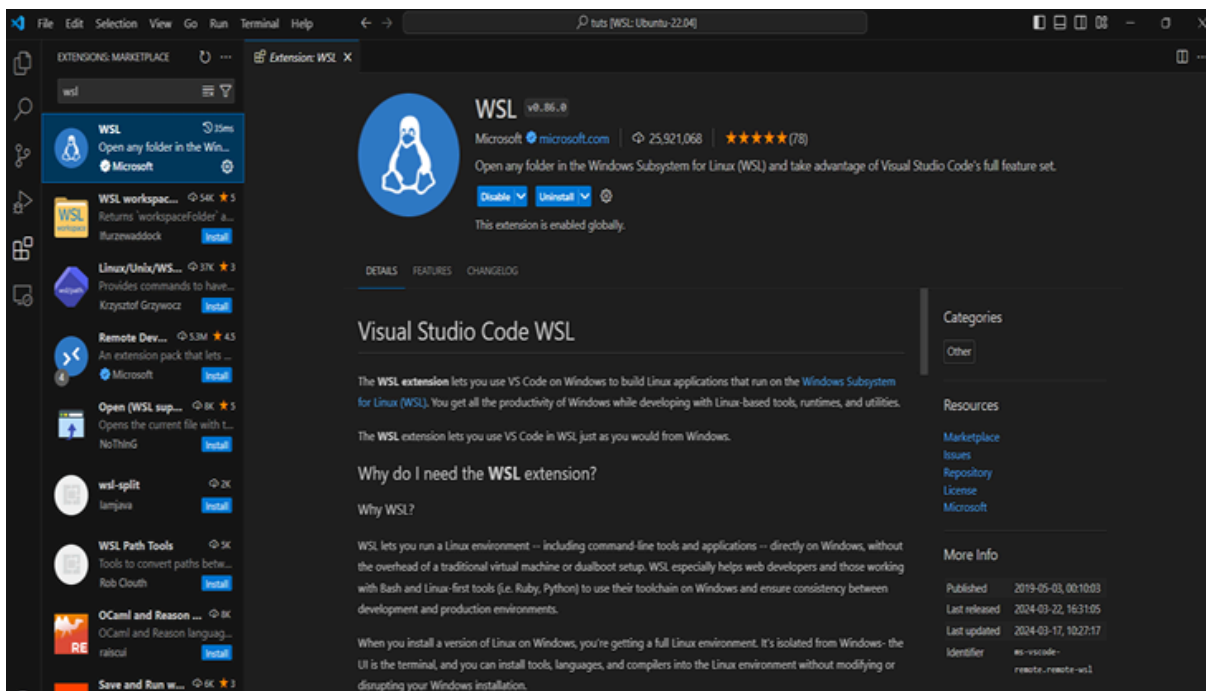 File Edit Selection View Go Run Terminal Help
tuts [WSL: Ubuntu-22.04]
EXTENSIONS: MARKETPLACE
wsl
WSL 35ms
Open any folder in the Win...
Microsoft
WSL workspac... 54K 5
Returns `workspaceFolder` a...
lfurzewaddock Install
WSL workspace
Linux/Unix/WS... 37K 3
Provides commands to have...
Krzysztof Grzywocz Install
Remote Dev... 5.3M 4.5
An extension pack that lets ...
Microsoft Install
4
Open (WSL sup... 8K 5
Opens the current file with t...
NoThInG Install
wsl-split 2K
Iamjava Install
WSL Path Tools 5K
Tools to convert paths betw...
Rob Clouth Install
OCaml and Reason ... 8K
OCaml and Reason languag...
raiscui Install
RE
Save and Run w... 6K 3
Extension: WSL
WSL v0.86.0
Microsoft microsoft.com | 25,921,068 | (78)
Open any folder in the Windows Subsystem for Linux (WSL) and take advantage of Visual Studio Code's full feature set.
Disable Uninstall
This extension is enabled globally.
DETAILS FEATURES CHANGELOG
Visual Studio Code WSL
The WSL extension lets you use VS Code on Windows to build Linux applications that run on the Windows Subsystem
for Linux (WSL). You get all the productivity of Windows while developing with Linux-based tools, runtimes, and utilities.
The WSL extension lets you use VS Code in WSL just as you would from Windows.
Why do I need the WSL extension?
Why WSL?
WSL lets you run a Linux environment -- including command-line tools and applications -- directly on Windows, without
the overhead of a traditional virtual machine or dualboot setup. WSL especially helps web developers and those working
with Bash and Linux-first tools (i.e. Ruby, Python) to use their toolchain on Windows and ensure consistency between
development and production environments.
When you install a version of Linux on Windows, you're getting a full Linux environment. It's isolated from Windows- the
UI is the terminal, and you can install tools, languages, and compilers into the Linux environment without modifying or
disrupting your Windows installation.
Categories
Other
Resources
Marketplace
Issues
Repository
License
Microsoft
More Info
Published 2019-05-03, 00:10:03
Last released 2024-03-22, 16:31:05
Last updated 2024-03-17, 10:27:17
Identifier ms-vscode-
remote.remote-wsl